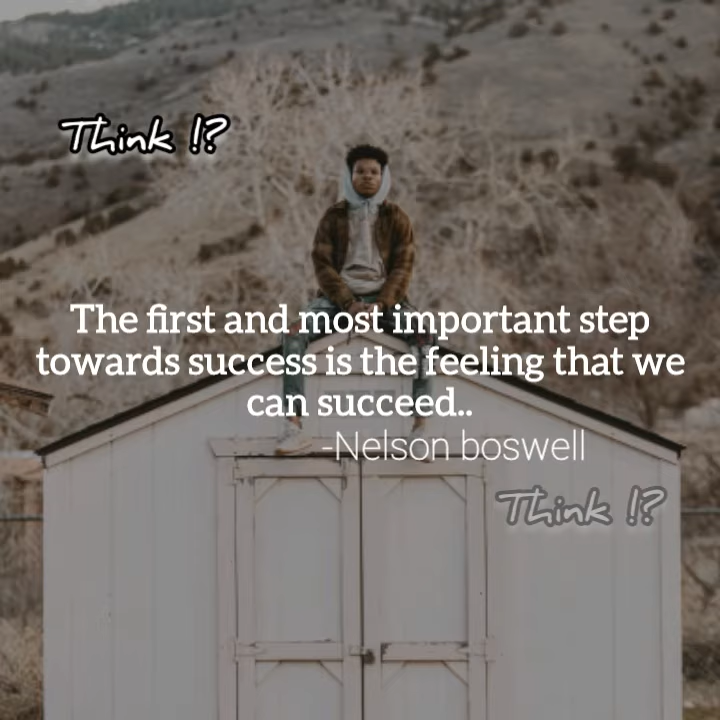 Think !?
The first and most important step
towards success is the feeling that we
can succeed..
-Nelson boswell
Think !?